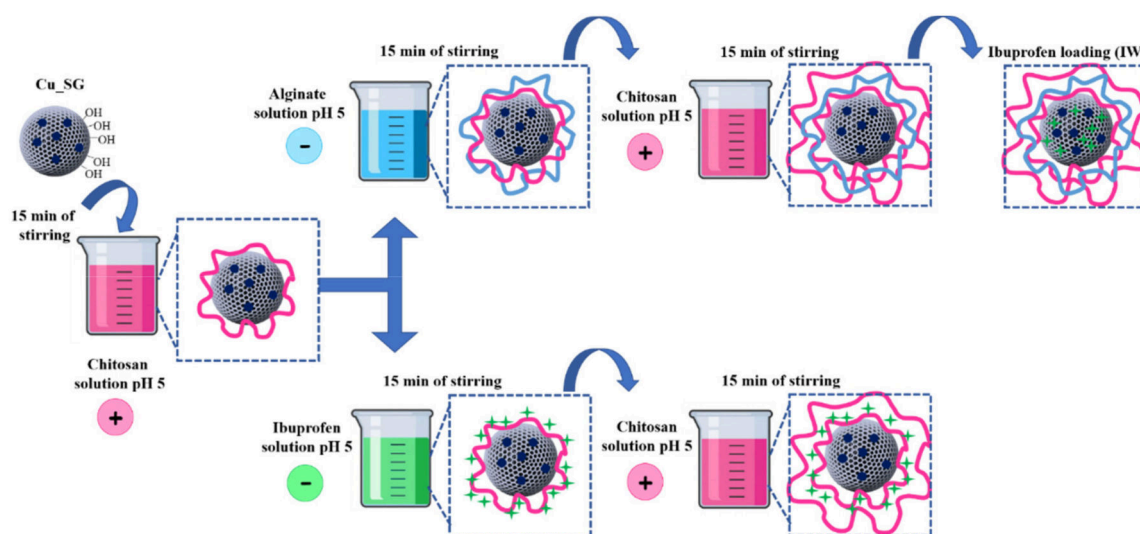 Cu_SG
OH
OH
OH
OH
OH
15 min of
stirring
Chitosan
solution pH 5
+
15 min of stirring
Alginate
solution pH 5
-
15 min of stirring
Chitosan
solution pH 5
+
Ibuprofen loading (IW
15 min of stirring
Ibuprofen
solution pH 5
-
15 min of stirring
Chitosan
solution pH 5
+